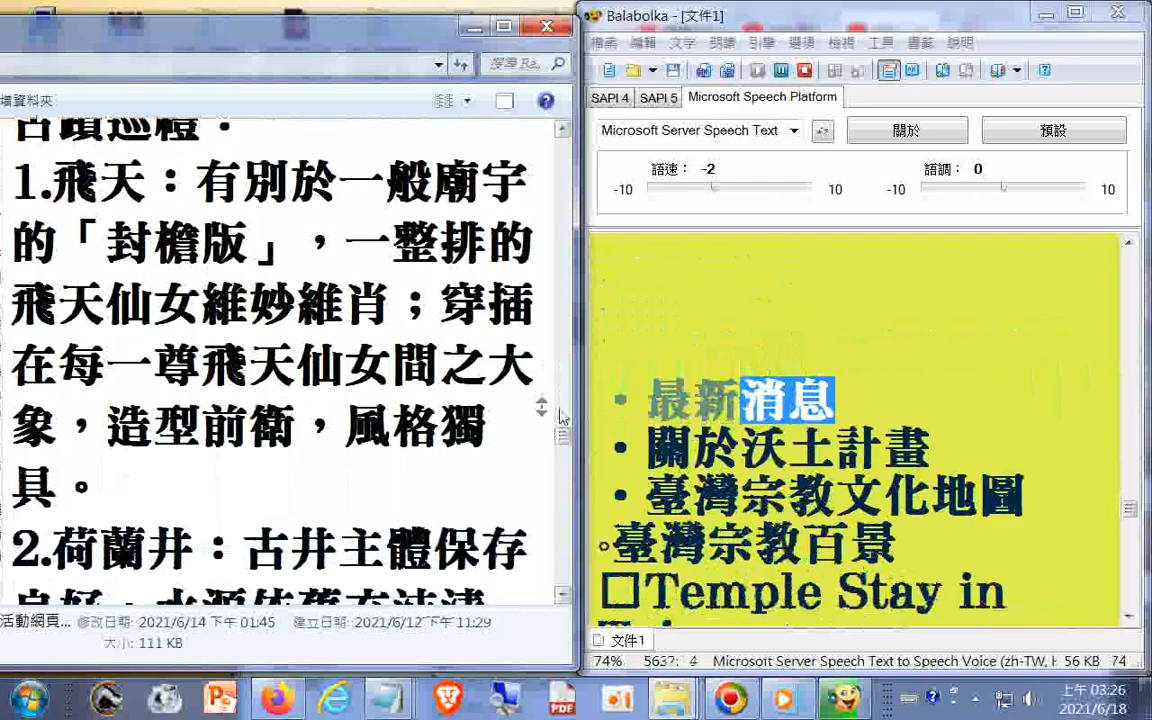 搜尋 Ra...
增資料夾
古蹟巡禮：
1.飛天：有別於一般廟宇
的「封檐版」，一整排的
飛天仙女維妙維肖；穿插
在每一尊飛天仙女間之大
象，造型前衛，風格獨
具。
2.荷蘭井：古井主體保存
活動網頁... 修改日期: 2021/6/14 下午 01:45 建立日期: 2021/6/12 下午 11:29
大小: 111 KB
Balabolka - [文件1]
檔案 編輯 文字 朗讀 引擎 選項 檢視 工具 書籤 說明
SAPI 4 SAPI 5 Microsoft Speech Platform
Microsoft Server Speech Text 關於 預設
語速： -2 語調： 0
-10 10 -10 10
• 最新消息
• 關於沃土計畫
• 臺灣宗教文化地圖
。臺灣宗教百景
□Temple Stay in
文件1
74% 563?: 4 Microsoft Server Speech Text to Speech Voice (zh-TW, H 56 KB 74
PDF
上午 03:26
2021/6/18